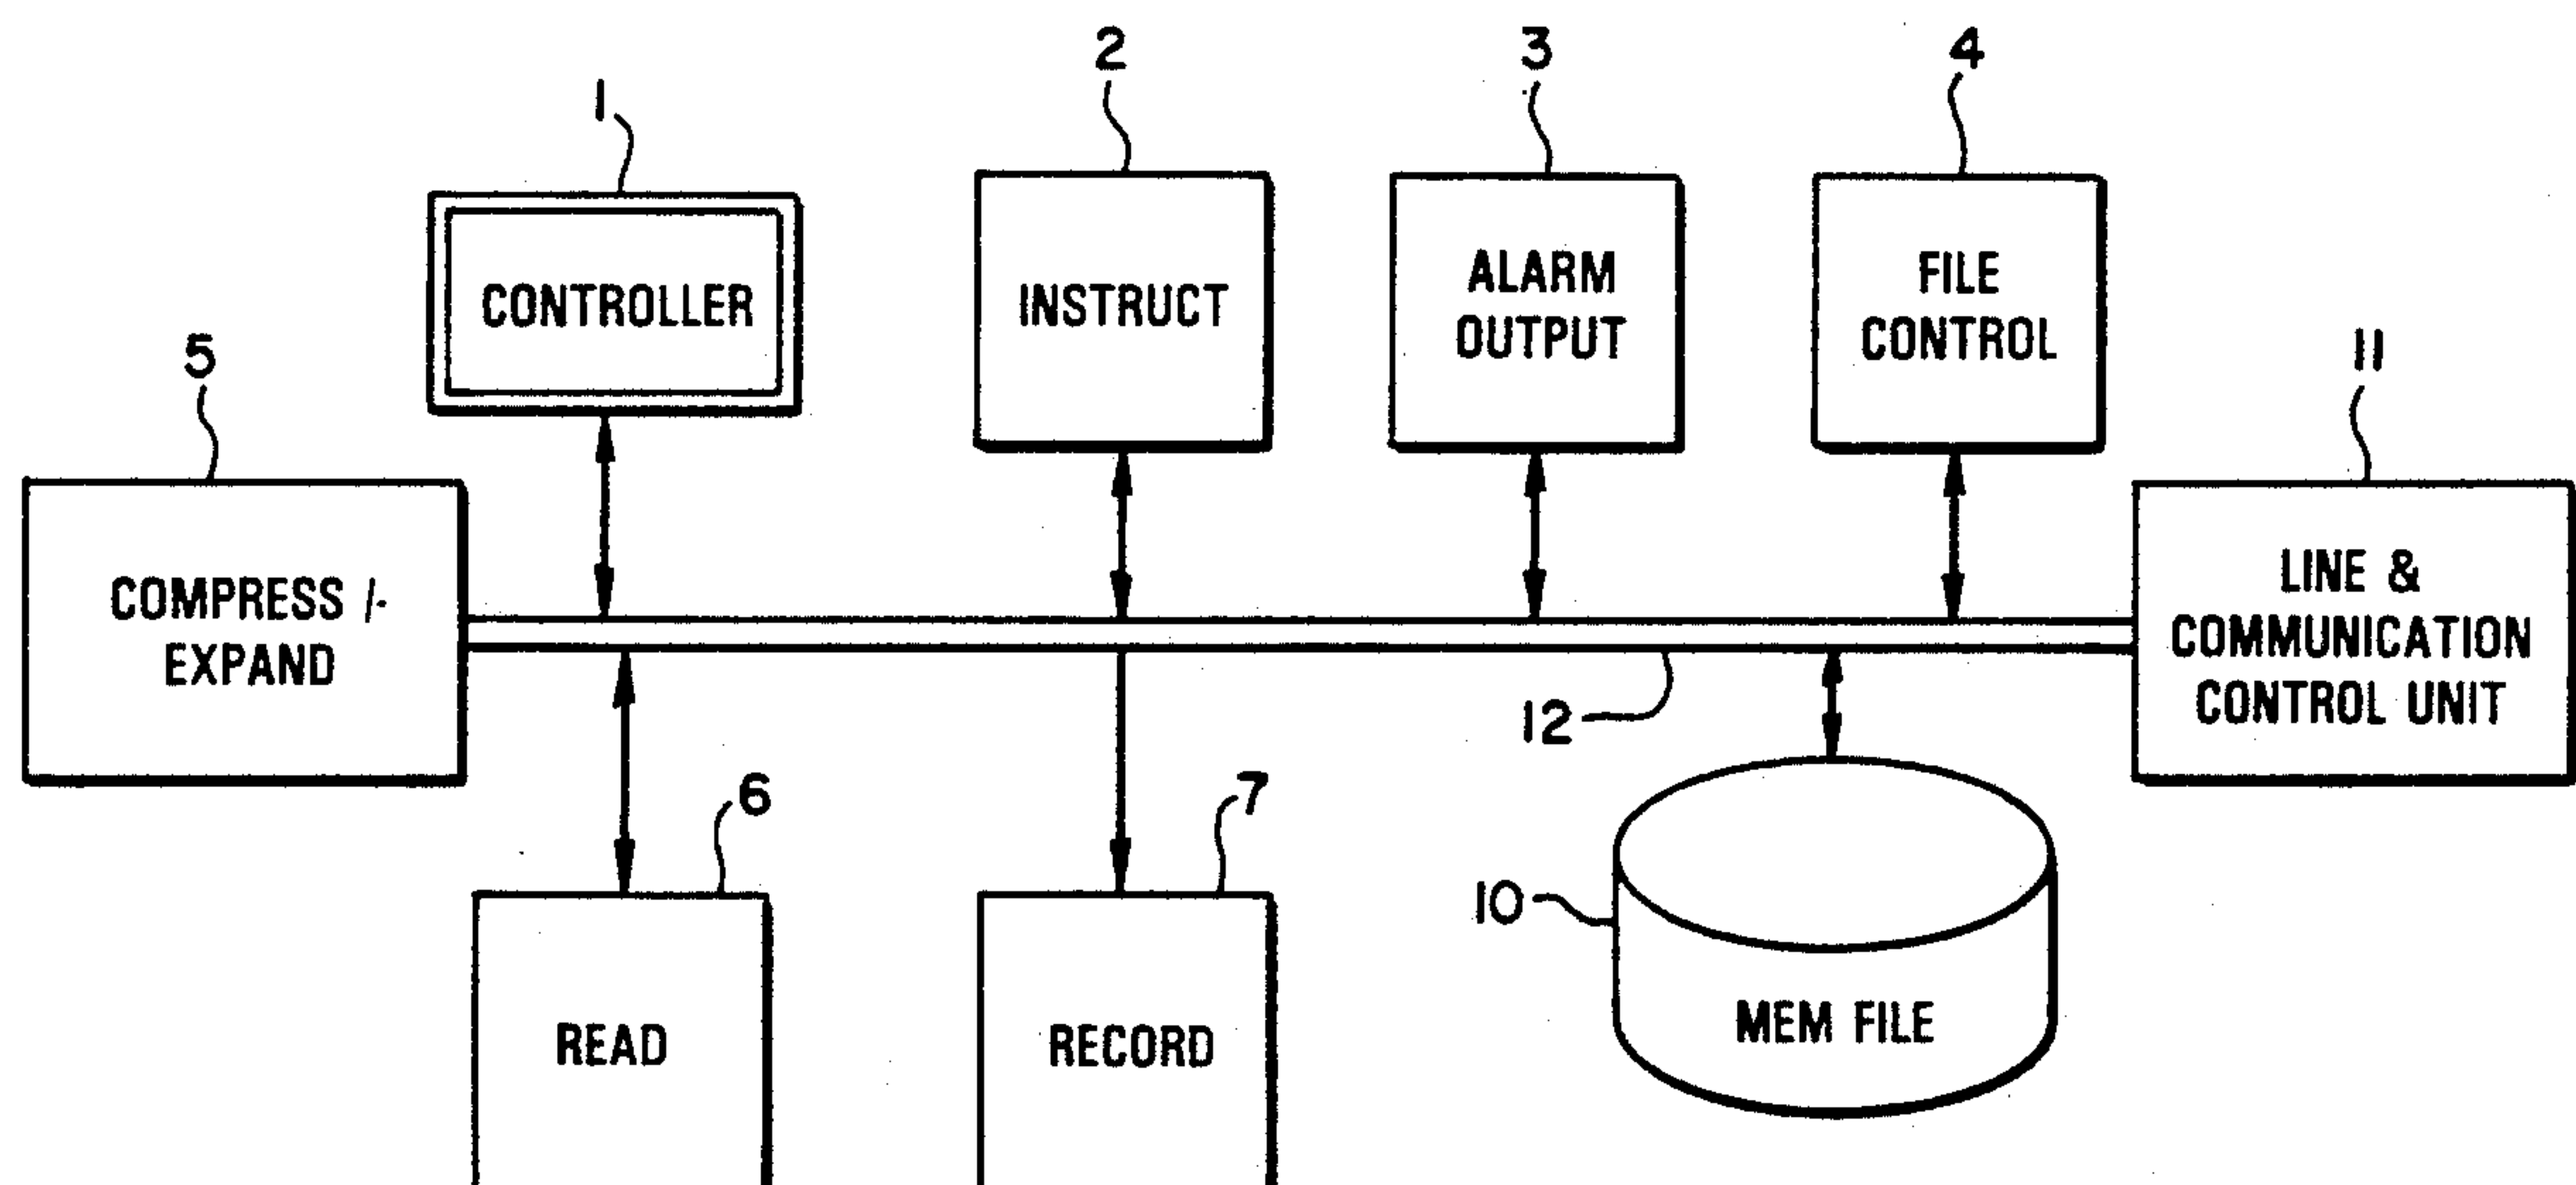 1
2
3
4
CONTROLLER
INSTRUCT
ALARM
OUTPUT
FILE
CONTROL
5
11
COMPRESS /-
EXPAND
LINE &
COMMUNICATION
CONTROL UNIT
12
6
7
10
READ
RECORD
MEM FILE